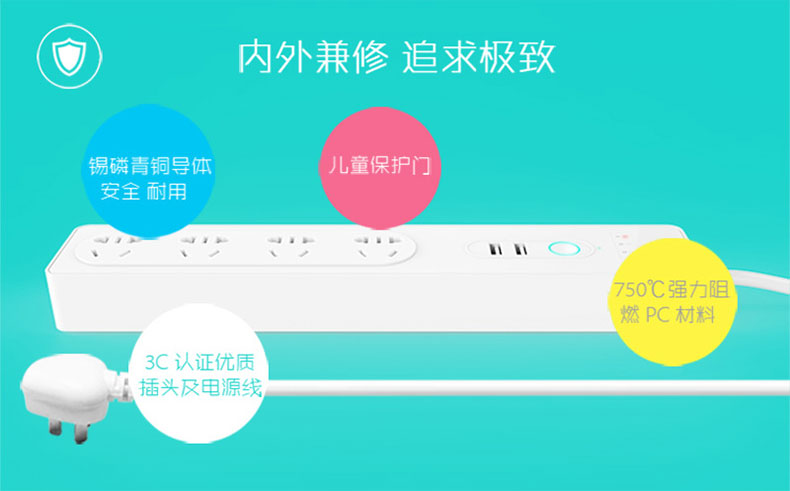 内外兼修 追求极致
锡磷青铜导体
安全 耐用
儿童保护门
750℃强力阻
燃 PC 材料
3C 认证优质
插头及电源线